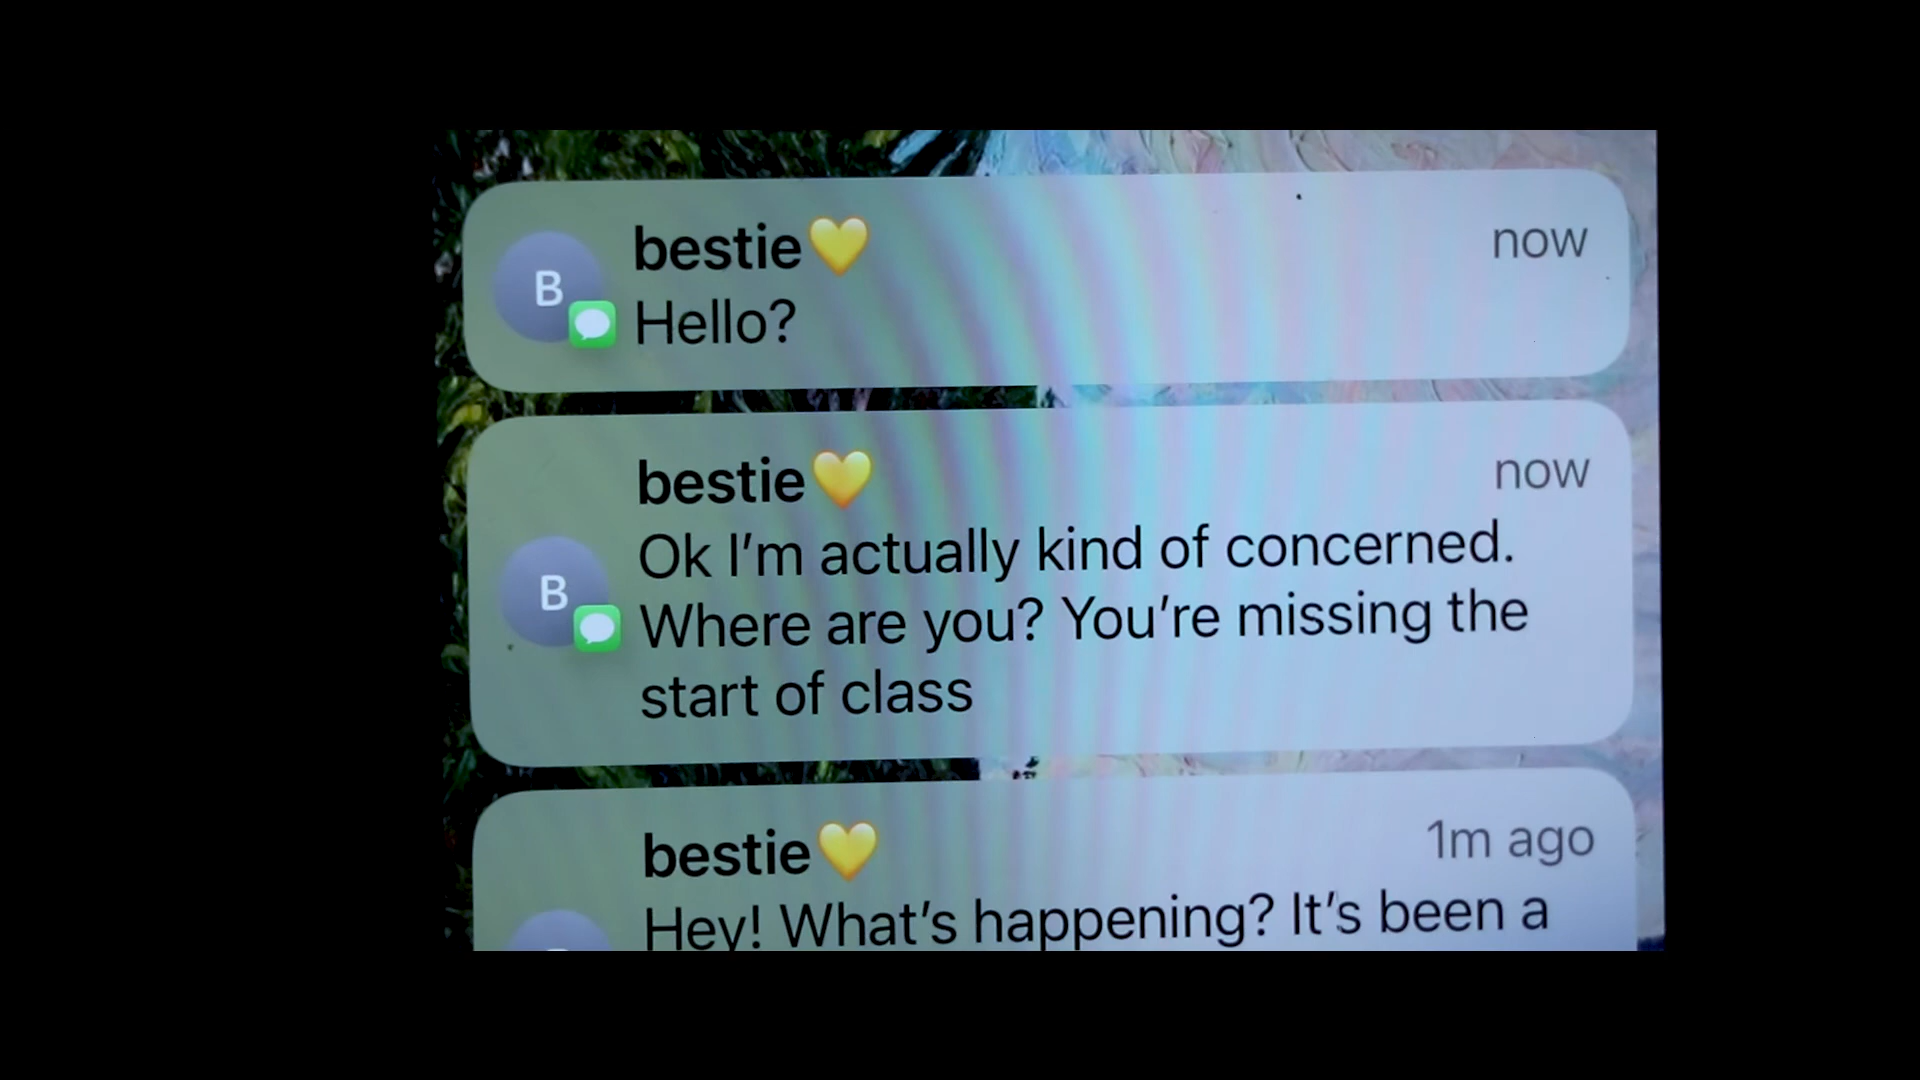 bestie💛
now
B
Hello?
bestie💛
now
B
Ok I’m actually kind of concerned.
Where are you? You’re missing the
start of class
bestie💛
1m ago
Hey! What’s happening? It’s been a